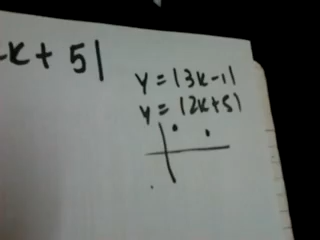 x + 5|
y = |3x-1|
y = |2x+5|